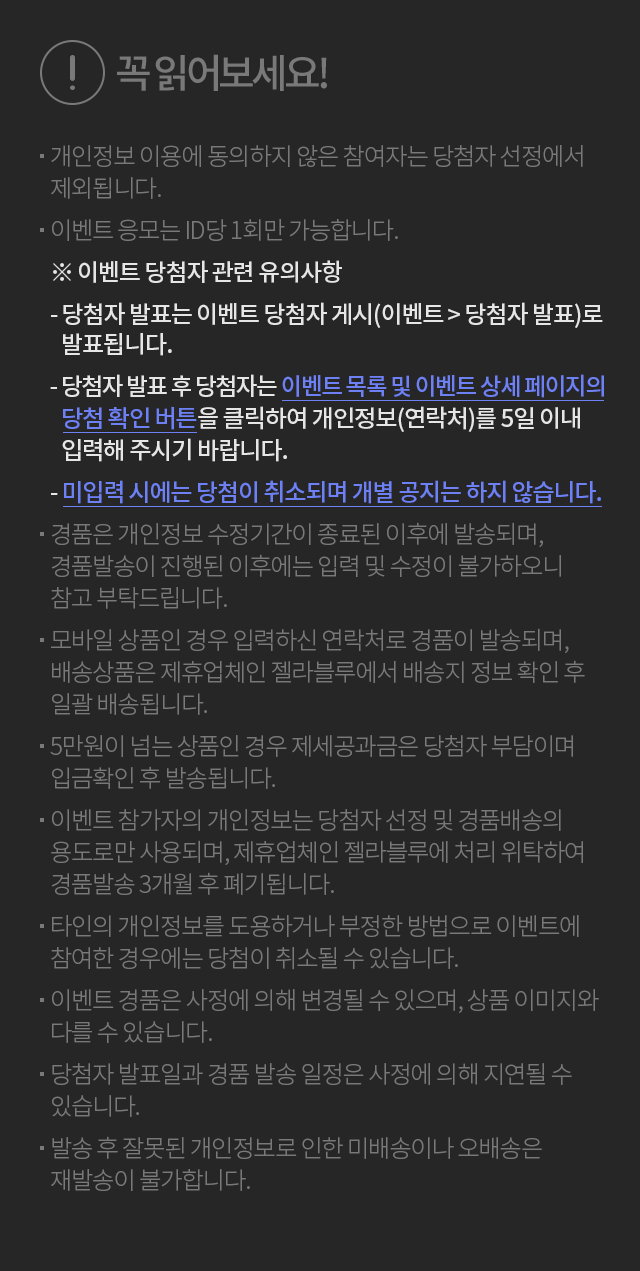 꼭 읽어보세요!
· 개인정보 이용에 동의하지 않은 참여자는 당첨자 선정에서
제외됩니다.
· 이벤트 응모는 ID당 1회만 가능합니다.
※ 이벤트 당첨자 관련 유의사항
- 당첨자 발표는 이벤트 당첨자 게시(이벤트 > 당첨자 발표)로
발표됩니다.
- 당첨자 발표 후 당첨자는 이벤트 목록 및 이벤트 상세 페이지의
당첨 확인 버튼을 클릭하여 개인정보(연락처)를 5일 이내
입력해 주시기 바랍니다.
- 미입력 시에는 당첨이 취소되며 개별 공지는 하지 않습니다.
· 경품은 개인정보 수정기간이 종료된 이후에 발송되며,
경품발송이 진행된 이후에는 입력 및 수정이 불가하오니
참고 부탁드립니다.
· 모바일 상품인 경우 입력하신 연락처로 경품이 발송되며,
배송상품은 제휴업체인 젤라블루에서 배송지 정보 확인 후
일괄 배송됩니다.
· 5만원이 넘는 상품인 경우 제세공과금은 당첨자 부담이며
입금확인 후 발송됩니다.
· 이벤트 참가자의 개인정보는 당첨자 선정 및 경품배송의
용도로만 사용되며, 제휴업체인 젤라블루에 처리 위탁하여
경품발송 3개월 후 폐기됩니다.
· 타인의 개인정보를 도용하거나 부정한 방법으로 이벤트에
참여한 경우에는 당첨이 취소될 수 있습니다.
· 이벤트 경품은 사정에 의해 변경될 수 있으며, 상품 이미지와
다를 수 있습니다.
· 당첨자 발표일과 경품 발송 일정은 사정에 의해 지연될 수
있습니다.
· 발송 후 잘못된 개인정보로 인한 미배송이나 오배송은
재발송이 불가합니다.